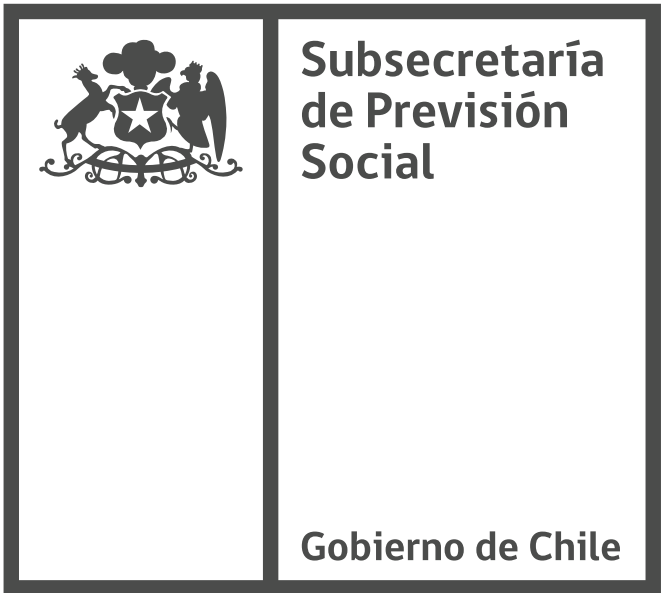 Subsecretaría
de Previsión
Social
Gobierno de Chile